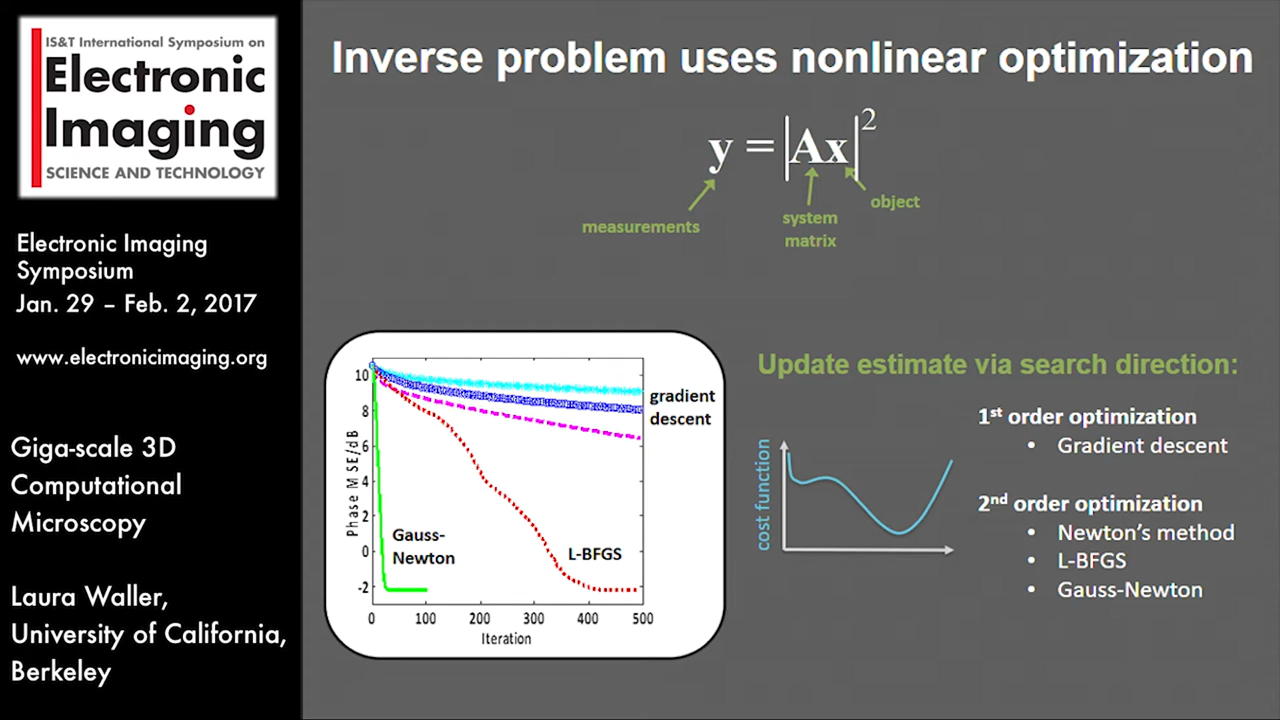 IS&T International Symposium on
Electronic
Imaging
SCIENCE AND TECHNOLOGY
Electronic Imaging
Symposium
Jan. 29 – Feb. 2, 2017
www.electronicimaging.org
Giga-scale 3D
Computational
Microscopy
Laura Waller,
University of California,
Berkeley
Inverse problem uses nonlinear optimization
y = |Ax|²
measurements
system
matrix
object
Phase MSE/dB
10
8
6
4
2
0
-2
0 100 200 300 400 500
Iteration
gradient
descent
Gauss-
Newton
L-BFGS
Update estimate via search direction:
cost function
1st order optimization
• Gradient descent
2nd order optimization
• Newton's method
• L-BFGS
• Gauss-Newton